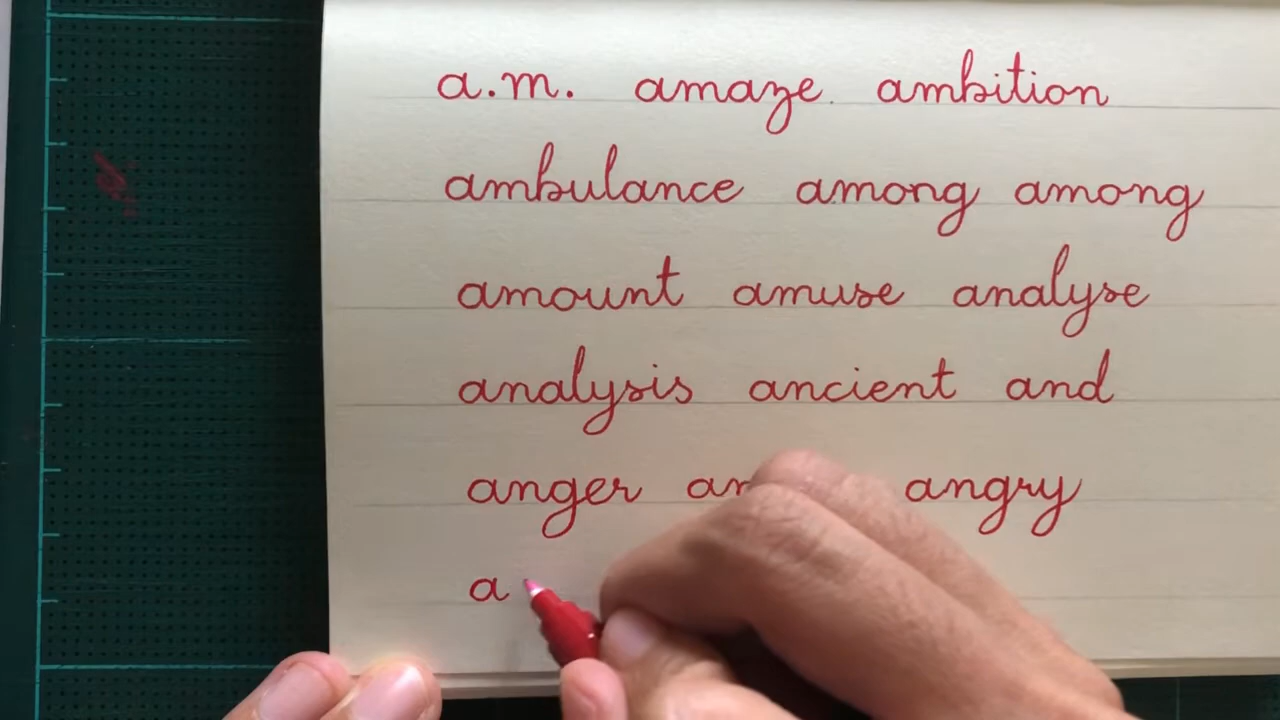 a.m. amaze ambition
ambulance among among
amount amuse analyse
analysis ancient and
anger angry
a